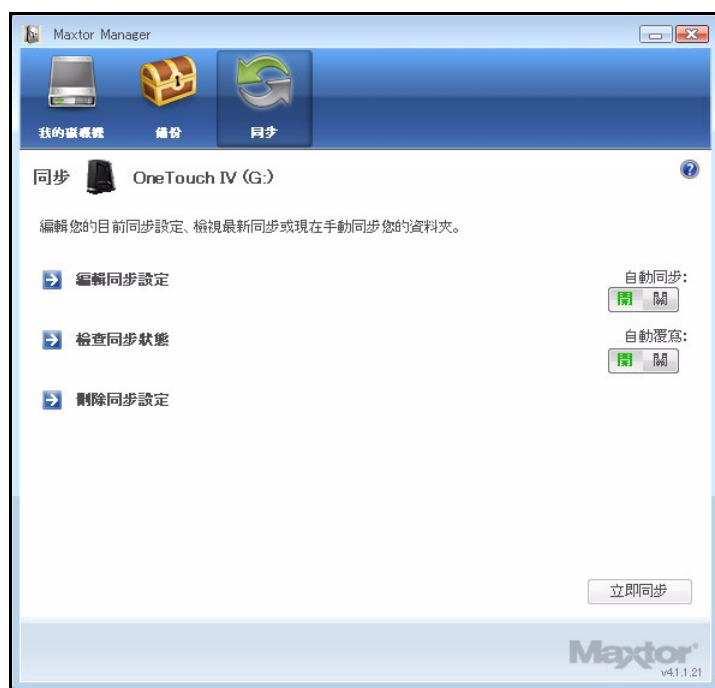 Maxtor Manager
我的磁碟機 備份 同步
同步 OneTouch IV (G:)
編輯您的目前同步設定、檢視最新同步或現在手動同步您的資料夾。
編輯同步設定
自動同步:
開 關
檢查同步狀態
自動覆寫:
開 關
刪除同步設定
立即同步
Maxtor
v4.1.1.21